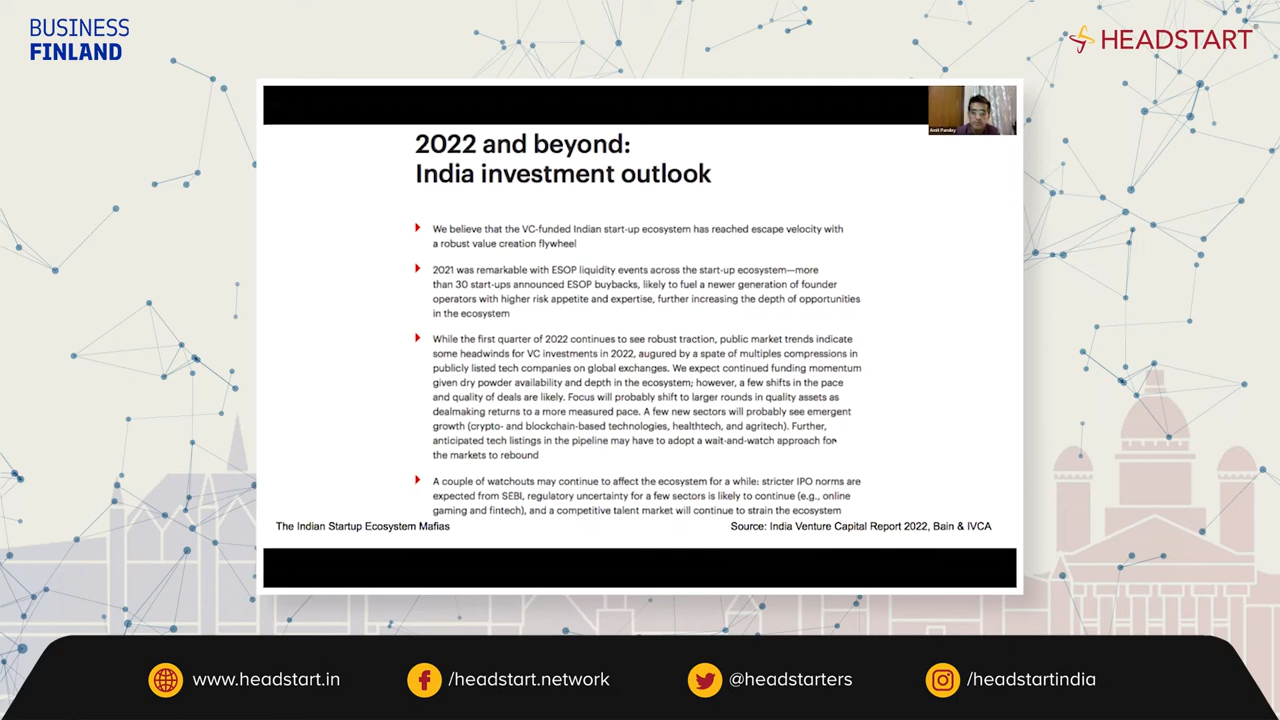 BUSINESS
FINLAND
HEADSTART
Amit Pandey
2022 and beyond:
India investment outlook
We believe that the VC-funded Indian start-up ecosystem has reached escape velocity with
a robust value creation flywheel
2021 was remarkable with ESOP liquidity events across the start-up ecosystem—more
than 30 start-ups announced ESOP buybacks, likely to fuel a newer generation of founder
operators with higher risk appetite and expertise, further increasing the depth of opportunities
in the ecosystem
While the first quarter of 2022 continues to see robust traction, public market trends indicate
some headwinds for VC investments in 2022, augured by a spate of multiples compressions in
publicly listed tech companies on global exchanges. We expect continued funding momentum
given dry powder availability and depth in the ecosystem; however, a few shifts in the pace
and quality of deals are likely. Focus will probably shift to larger rounds in quality assets as
dealmaking returns to a more measured pace. A few new sectors will probably see emergent
growth (crypto- and blockchain-based technologies, healthtech, and agritech). Further,
anticipated tech listings in the pipeline may have to adopt a wait-and-watch approach for
the markets to rebound
A couple of watchouts may continue to affect the ecosystem for a while: stricter IPO norms are
expected from SEBI, regulatory uncertainty for a few sectors is likely to continue (e.g., online
gaming and fintech), and a competitive talent market will continue to strain the ecosystem
The Indian Startup Ecosystem Mafias
Source: India Venture Capital Report 2022, Bain & IVCA
www.headstart.in
/headstart.network
@headstarters
/headstartindia